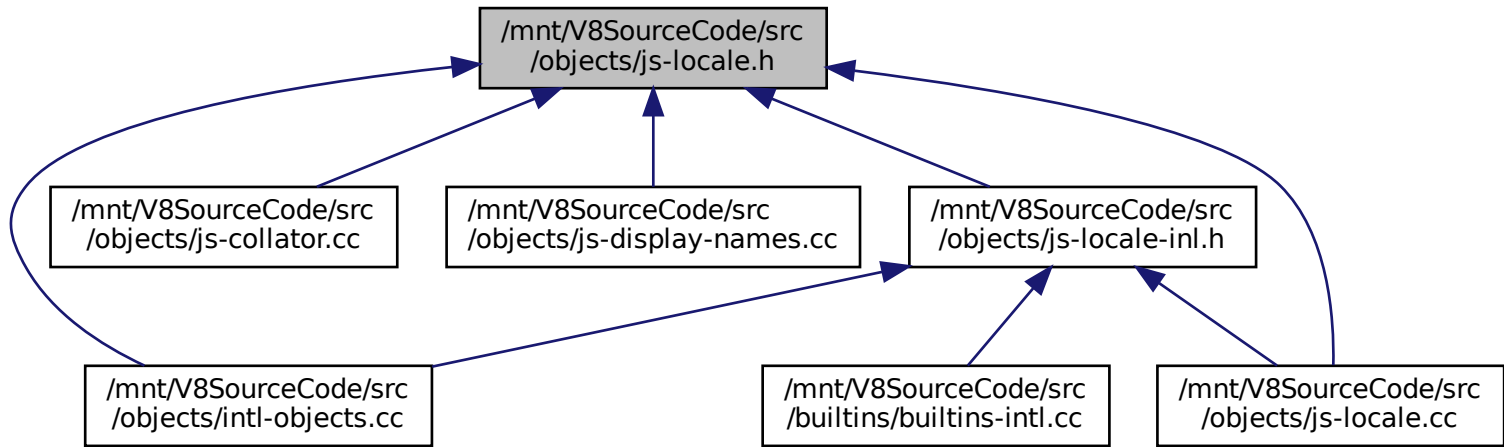 /mnt/V8SourceCode/src
/objects/js-locale.h
/mnt/V8SourceCode/src
/objects/js-collator.cc
/mnt/V8SourceCode/src
/objects/js-display-names.cc
/mnt/V8SourceCode/src
/objects/js-locale-inl.h
/mnt/V8SourceCode/src
/objects/intl-objects.cc
/mnt/V8SourceCode/src
/builtins/builtins-intl.cc
/mnt/V8SourceCode/src
/objects/js-locale.cc